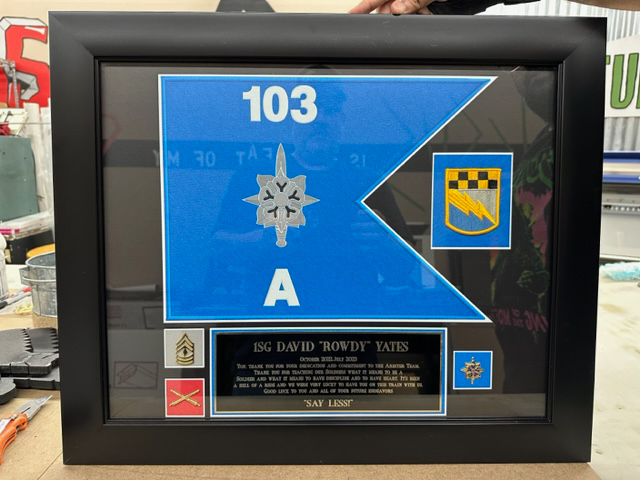 103
A
1SG DAVID "ROWDY" YATES
OCTOBER 2021-JULY 2023
THANK YOU FOR YOUR DEDICATION AND COMMITMENT TO THE
TEAM.
THANK YOU FOR TEACHING OUR SOLDIERS WHAT IT MEANS TO BE A
SOLDIER AND WHAT IT MEANS TO HAVE DISCIPLINE AND TO HAVE HEART. IT'S BEEN
A HELL OF A RIDE AND WE WERE VERY LUCKY TO HAVE YOU ON THIS TRAIN WITH US.
GOOD LUCK TO YOU AND ALL OF YOUR FUTURE ENDEAVORS
"SAY LESS!"